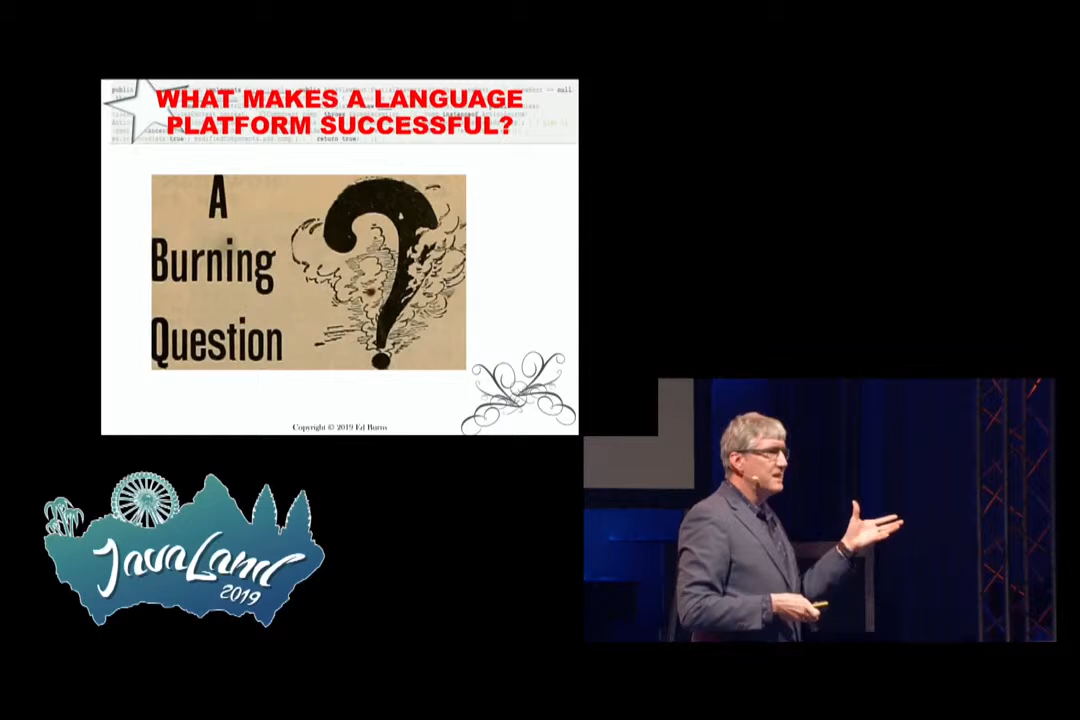 WHAT MAKES A LANGUAGE
PLATFORM SUCCESSFUL?
A
Burning
Question
?
Copyright © 2019 Ed Burns
JavaLand
2019